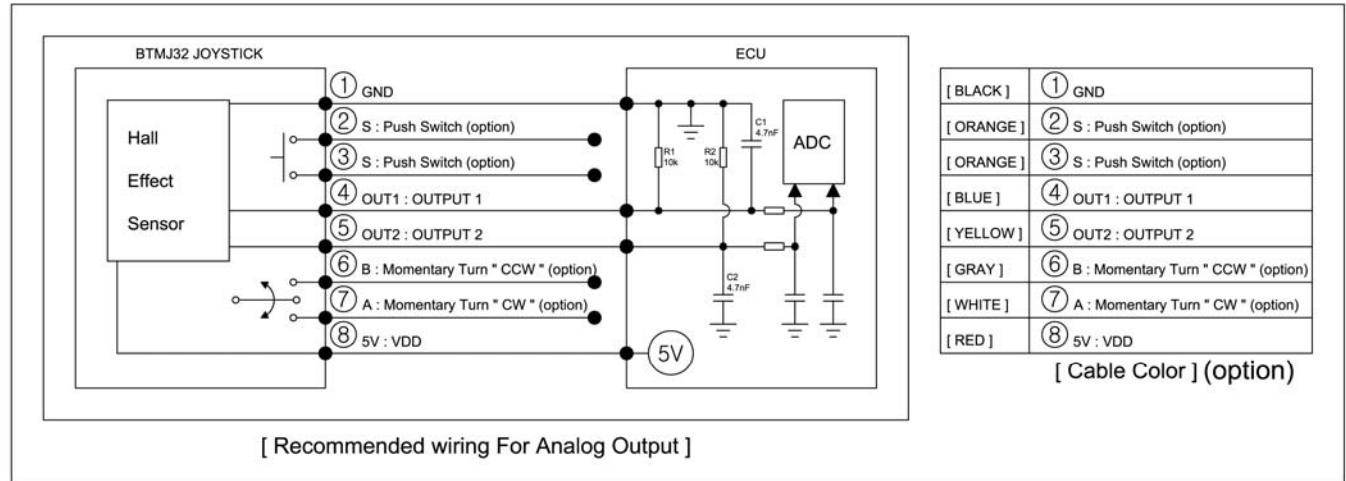 BTMJ32 JOYSTICK
ECU
Hall
Effect
Sensor
① GND
② S : Push Switch (option)
③ S : Push Switch (option)
④ OUT1 : OUTPUT 1
⑤ OUT2 : OUTPUT 2
⑥ B : Momentary Turn " CCW " (option)
⑦ A : Momentary Turn " CW " (option)
⑧ 5V : VDD
R1
10k
R2
10k
C1
4.7nF
ADC
C2
4.7nF
5V
[ Recommended wiring For Analog Output ]
[ BLACK ] ① GND
[ ORANGE ] ② S : Push Switch (option)
[ ORANGE ] ③ S : Push Switch (option)
[ BLUE ] ④ OUT1 : OUTPUT 1
[ YELLOW ] ⑤ OUT2 : OUTPUT 2
[ GRAY ] ⑥ B : Momentary Turn " CCW " (option)
[ WHITE ] ⑦ A : Momentary Turn " CW " (option)
[ RED ] ⑧ 5V : VDD
[ Cable Color ] (option)